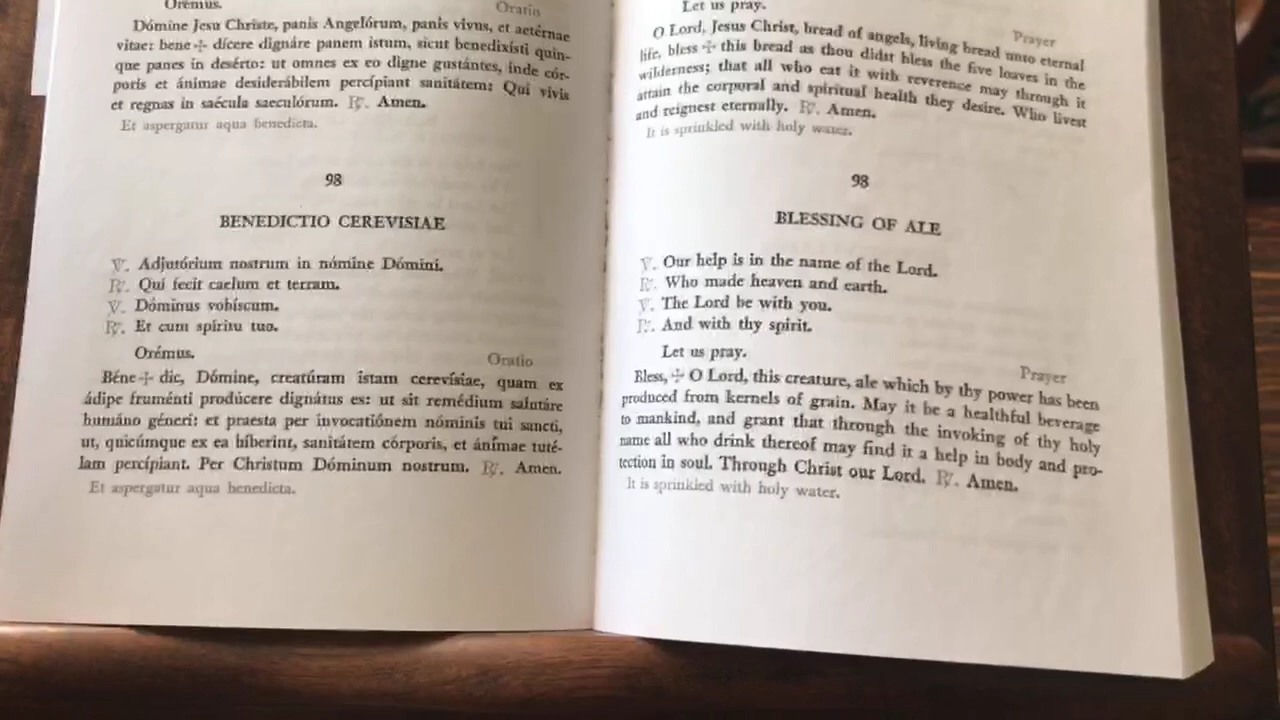 Orémus.
Oratio
Dómine Jesu Christe, panis Angelórum, panis vivus, et aetérnae
vitae: bene ✢ dícere dignáre panem istum, sicut benedixísti quin-
que panes in desérto: ut omnes ex eo digne gustántes, inde cór-
poris et ánimae desiderábilem percípiant sanitátem: Qui vivis
et regnas in saécula saeculórum. ℟. Amen.
Et aspergatur aqua benedicta.
98
BENEDICTIO CEREVISIAE
℣. Adjutórium nostrum in nómine Dómini.
℟. Qui fecit caelum et terram.
℣. Dóminus vobíscum.
℟. Et cum spíritu tuo.
Orémus.
Oratio
Béne ✢ dic, Dómine, creatúram istam cerevísiae, quam ex
ádipe fruménti prodúcere dignátus es: ut sit remédium salutáre
humáno géneri: et praesta per invocatiónem nóminis tui sancti,
ut, quicúmque ex ea bíberint, sanitátem córporis, et ánimae tuté-
lam percípiant. Per Christum Dóminum nostrum. ℟. Amen.
Et aspergatur aqua benedicta.
Let us pray.
Prayer
O Lord, Jesus Christ, bread of angels, living bread unto eternal
life, bless ✢ this bread as thou didst bless the five loaves in the
wilderness; that all who eat it with reverence may through it
attain the corporal and spiritual health they desire. Who livest
and reignest eternally. ℟. Amen.
It is sprinkled with holy water.
98
BLESSING OF ALE
℣. Our help is in the name of the Lord.
℟. Who made heaven and earth.
℣. The Lord be with you.
℟. And with thy spirit.
Let us pray.
Prayer
Bless, ✢ O Lord, this creature, ale which by thy power has been
produced from kernels of grain. May it be a healthful beverage
to mankind, and grant that through the invoking of thy holy
name all who drink thereof may find it a help in body and pro-
tection in soul. Through Christ our Lord. ℟. Amen.
It is sprinkled with holy water.